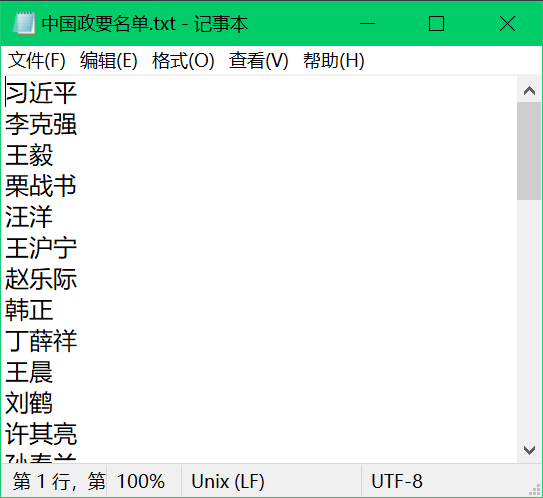 中国政要名单.txt - 记事本
文件(F) 编辑(E) 格式(O) 查看(V) 帮助(H)
习近平
李克强
王毅
栗战书
汪洋
王沪宁
赵乐际
韩正
丁薛祥
王晨
刘鹤
许其亮
第 1 行，第 100% Unix (LF) UTF-8